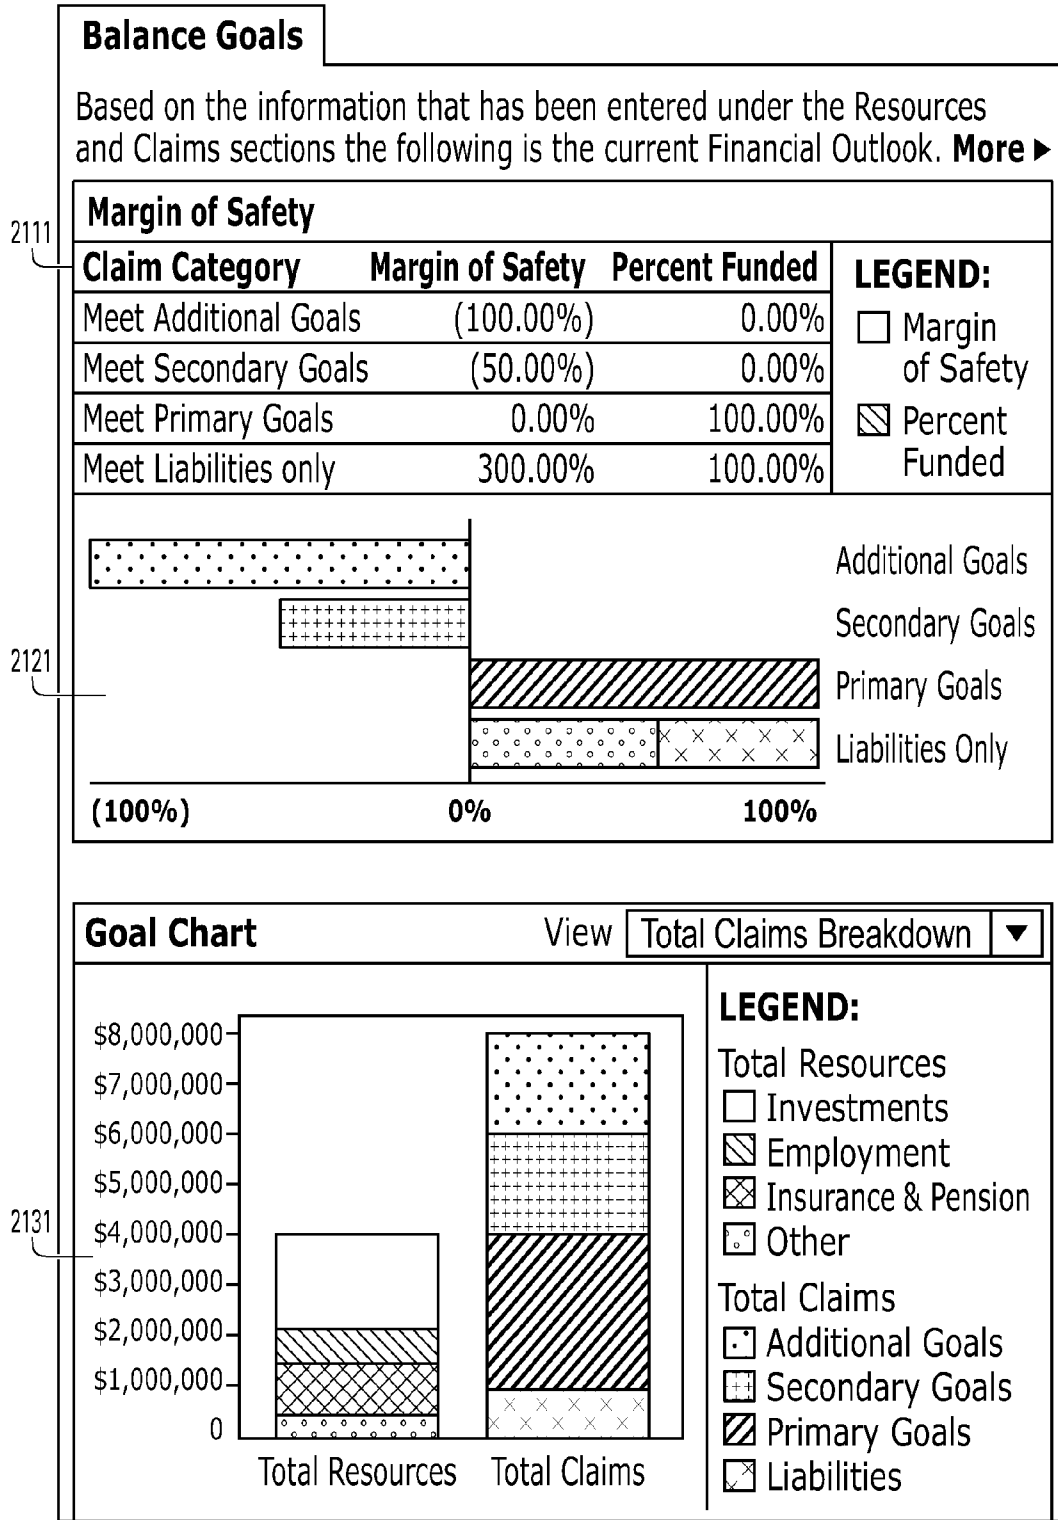 Balance Goals
Based on the information that has been entered under the Resources
and Claims sections the following is the current Financial Outlook. More ▶
Margin of Safety
2111
Claim Category Margin of Safety Percent Funded
Meet Additional Goals (100.00%) 0.00%
Meet Secondary Goals (50.00%) 0.00%
Meet Primary Goals 0.00% 100.00%
Meet Liabilities only 300.00% 100.00%
LEGEND:
Margin
of Safety
Percent
Funded
2121
Additional Goals
Secondary Goals
Primary Goals
Liabilities Only
(100%) 0% 100%
Goal Chart View Total Claims Breakdown ▼
2131
$8,000,000
$7,000,000
$6,000,000
$5,000,000
$4,000,000
$3,000,000
$2,000,000
$1,000,000
0
Total Resources Total Claims
LEGEND:
Total Resources
Investments
Employment
Insurance & Pension
Other
Total Claims
Additional Goals
Secondary Goals
Primary Goals
Liabilities